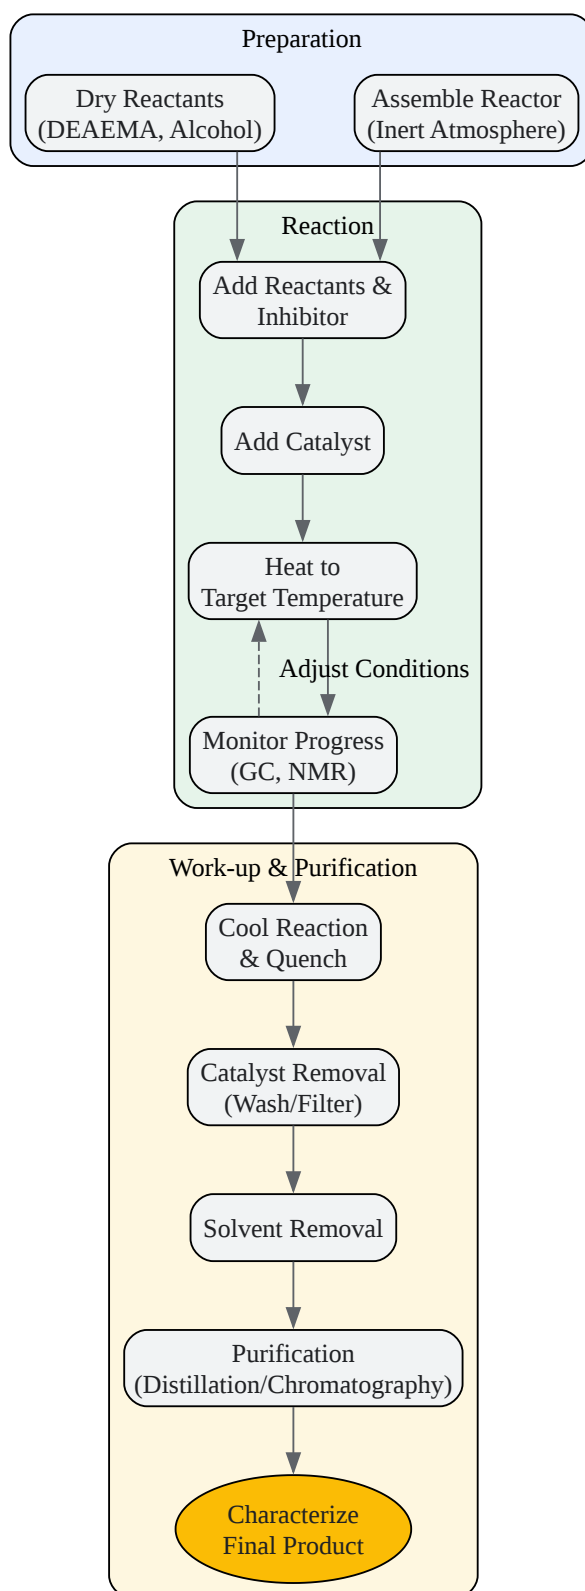 Preparation
Dry Reactants
(DEAEMA, Alcohol)
Assemble Reactor
(Inert Atmosphere)
Reaction
Add Reactants &
Inhibitor
Add Catalyst
Heat to
Target Temperature
Adjust Conditions
Monitor Progress
(GC, NMR)
Work-up & Purification
Cool Reaction
& Quench
Catalyst Removal
(Wash/Filter)
Solvent Removal
Purification
(Distillation/Chromatography)
Characterize
Final Product